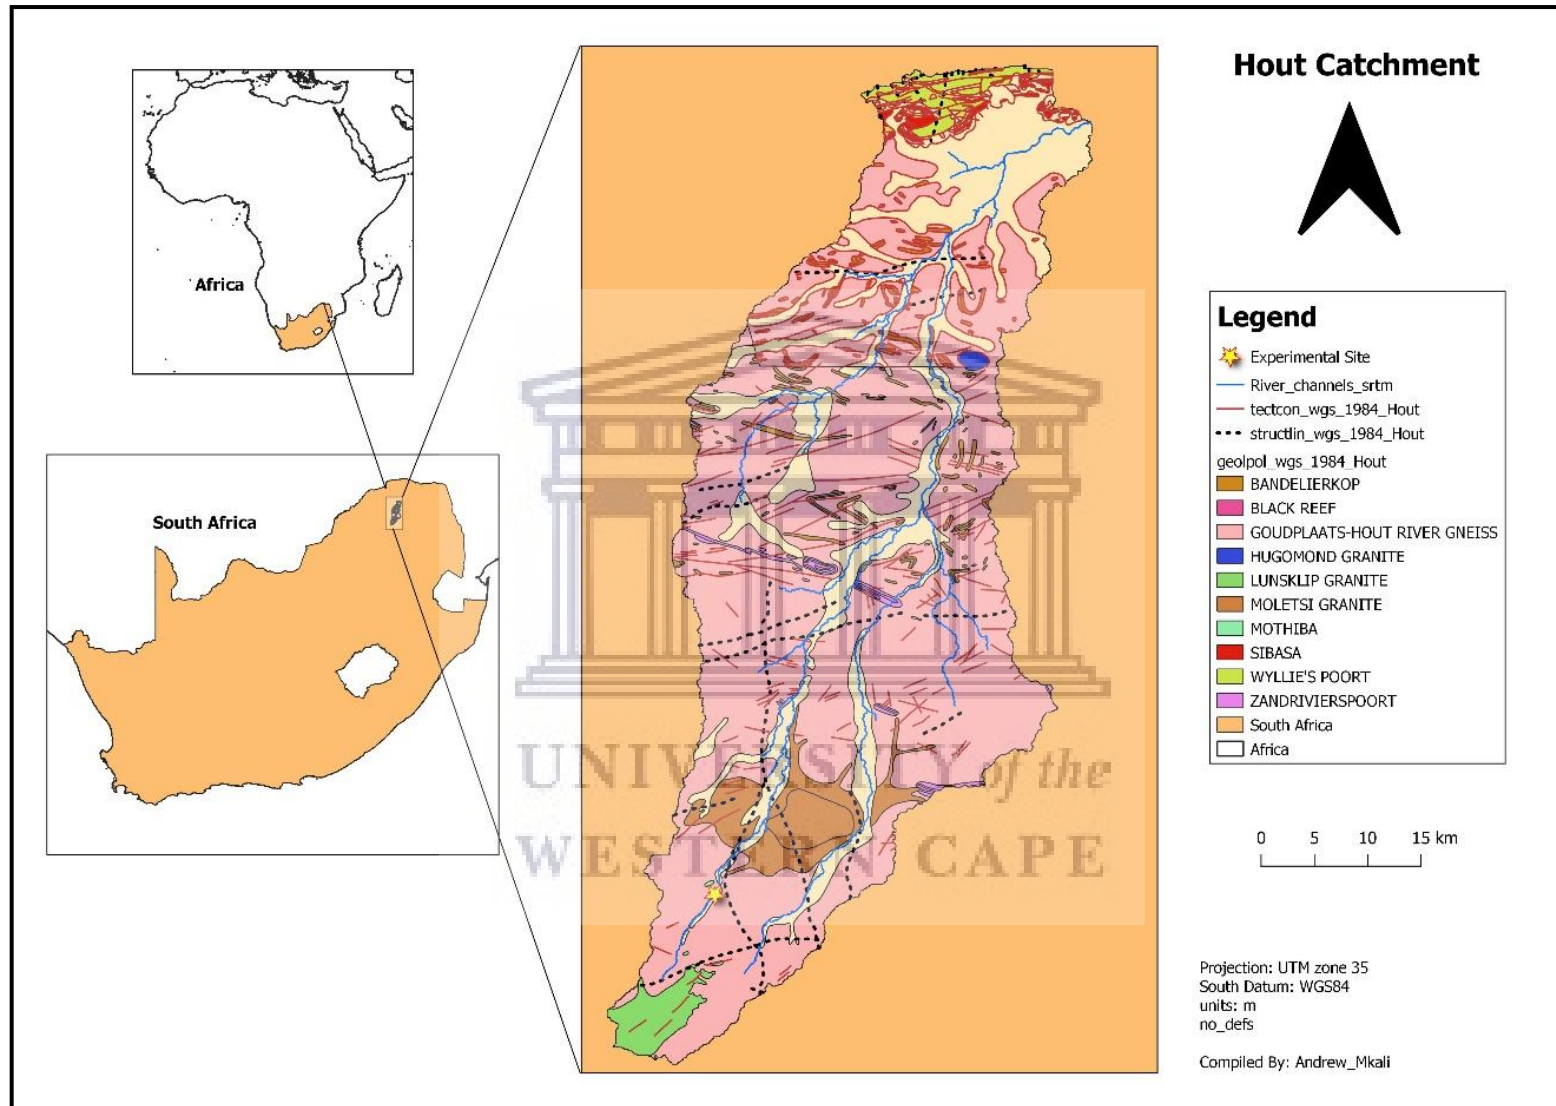 Hout Catchment
Africa
South Africa
Legend
Experimental Site
River_channels_srtm
tectcon_wgs_1984_Hout
structlin_wgs_1984_Hout
geolpol_wgs_1984_Hout
BANDELIERKOP
BLACK REEF
GOUDPLAATS-HOUT RIVER GNEISS
HUGOMOND GRANITE
LUNSKLIP GRANITE
MOLETSI GRANITE
MOTHIBA
SIBASA
WYLLIE'S POORT
ZANDRIVIERSPOORT
South Africa
Africa
0 5 10 15 km
UNIVERSITY of the
WESTERN CAPE
Projection: UTM zone 35
South Datum: WGS84
units: m
no_defs
Compiled By: Andrew_Mkali